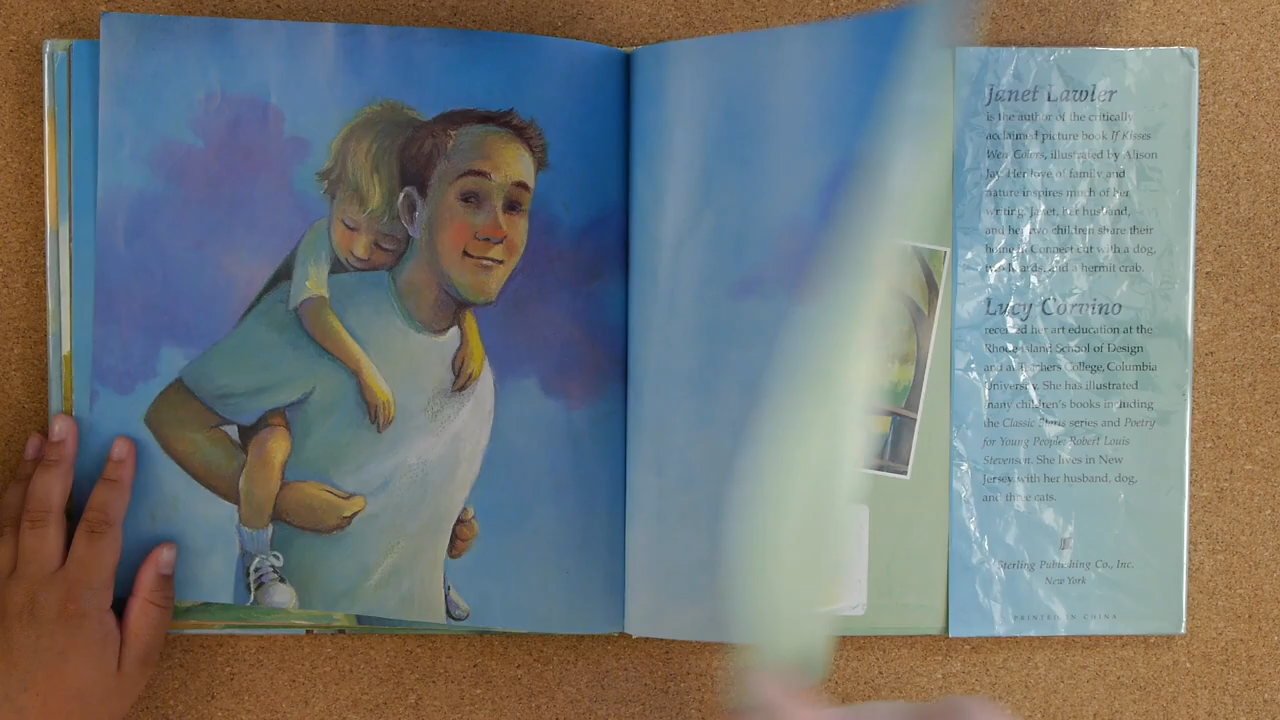 Janet Lawler
is the author of the critically
acclaimed picture book If Kisses
Were Colors, illustrated by Alison
Jay. Her love of family and
nature inspires much of her
writing. Janet, her husband,
and her two children share their
home in Connecticut with a dog,
two lizards, and a hermit crab.
Lucy Corvino
received her art education at the
Rhode Island School of Design
and at Teachers College, Columbia
University. She has illustrated
many children's books including
the Classic Starts series and Poetry
for Young People: Robert Louis
Stevenson. She lives in New
Jersey with her husband, dog,
and three cats.
Sterling Publishing Co., Inc.
New York
PRINTED IN CHINA